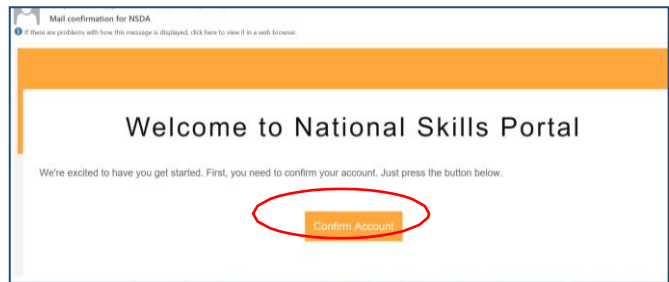 Mail confirmation for NSDA
If there are problems with how this message is displayed, click here to view it in a web browser.
Welcome to National Skills Portal
We're excited to have you get started. First, you need to confirm your account. Just press the button below.
Confirm Account